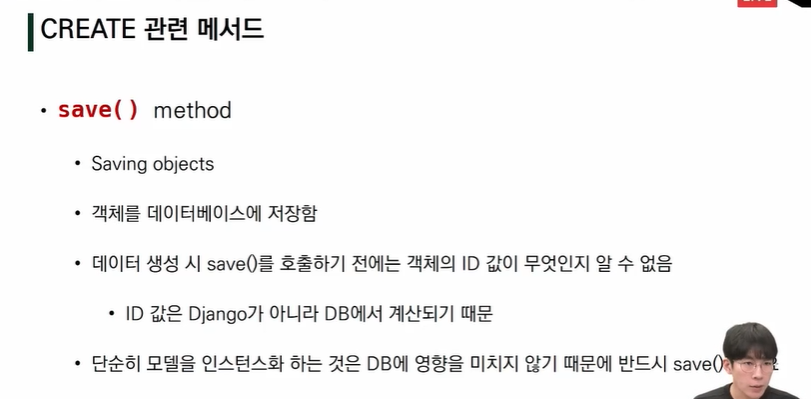 CREATE 관련 메서드
• save() method
• Saving objects
• 객체를 데이터베이스에 저장함
• 데이터 생성 시 save()를 호출하기 전에는 객체의 ID 값이 무엇인지 알 수 없음
• ID 값은 Django가 아니라 DB에서 계산되기 때문
• 단순히 모델을 인스턴스화 하는 것은 DB에 영향을 미치지 않기 때문에 반드시 save()